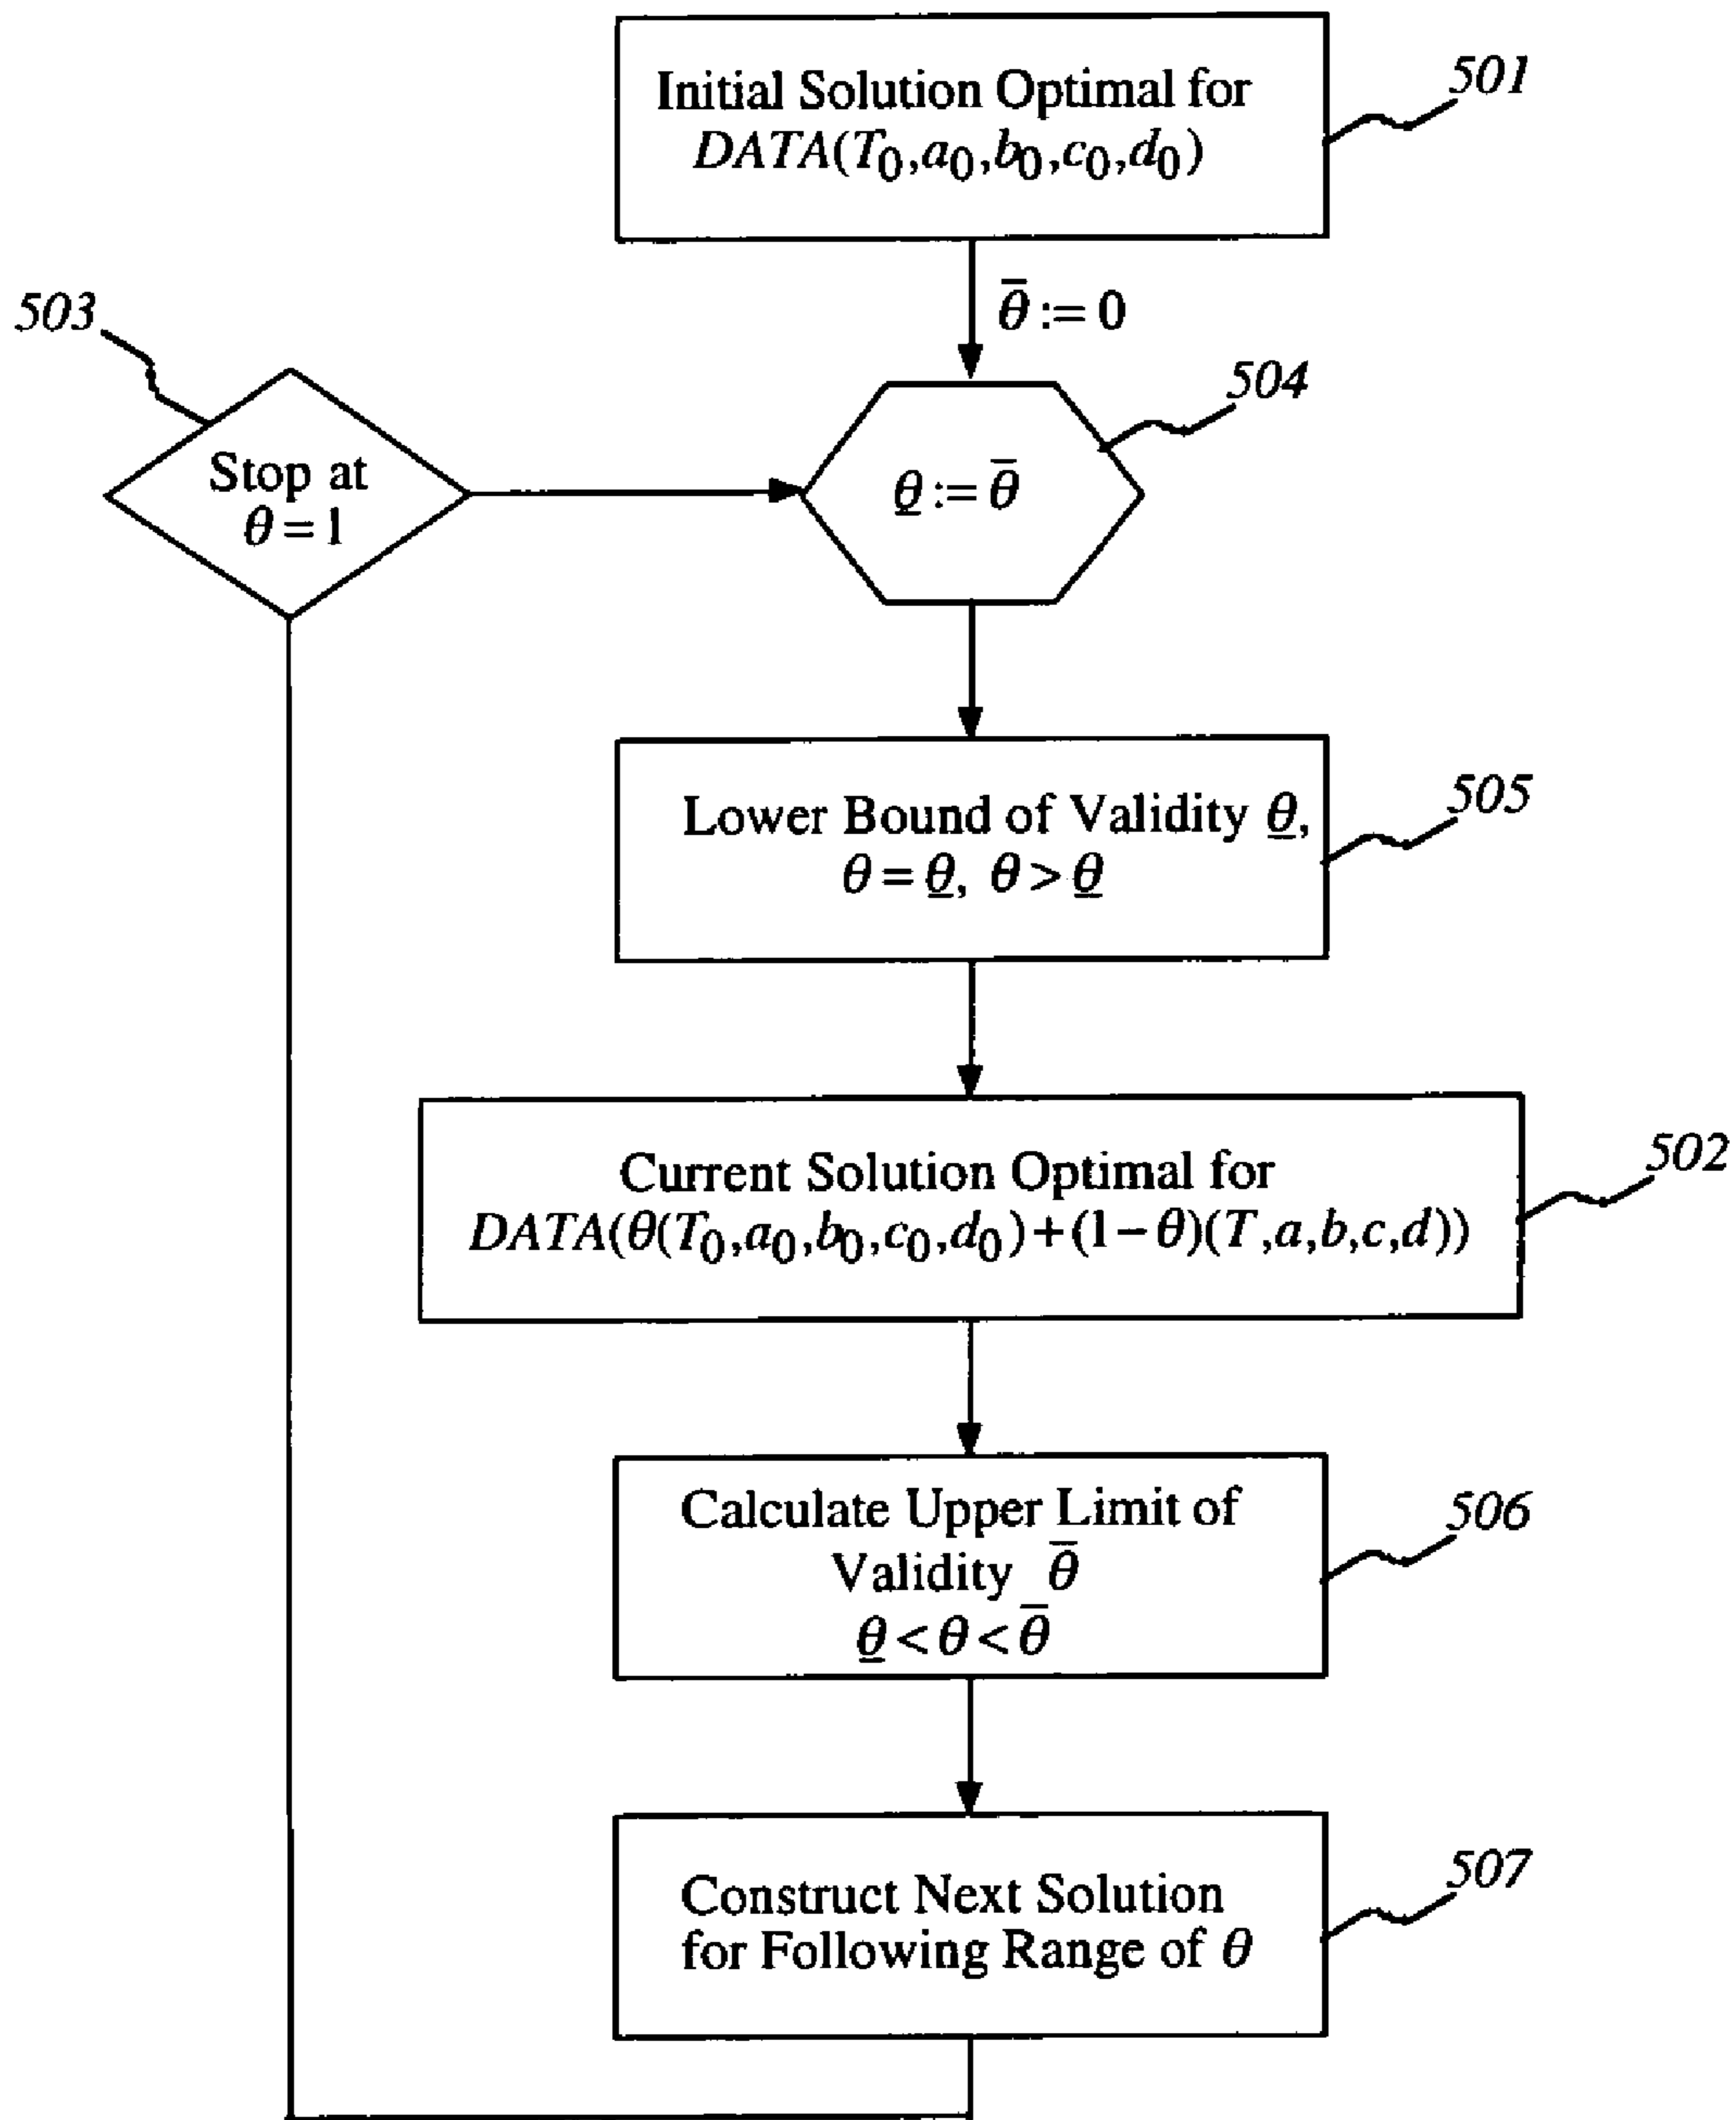 Initial Solution Optimal for
DATA(T₀,a₀,b₀,c₀,d₀)
501
θ̅ := 0
503
504
Stop at
θ = 1
θ̲ := θ̅
Lower Bound of Validity θ̲,
θ = θ̲, θ > θ̲
505
Current Solution Optimal for
DATA(θ(T₀,a₀,b₀,c₀,d₀)+(1−θ)(T,a,b,c,d))
502
Calculate Upper Limit of
Validity θ̅
θ̲ < θ < θ̅
506
Construct Next Solution
for Following Range of θ
507